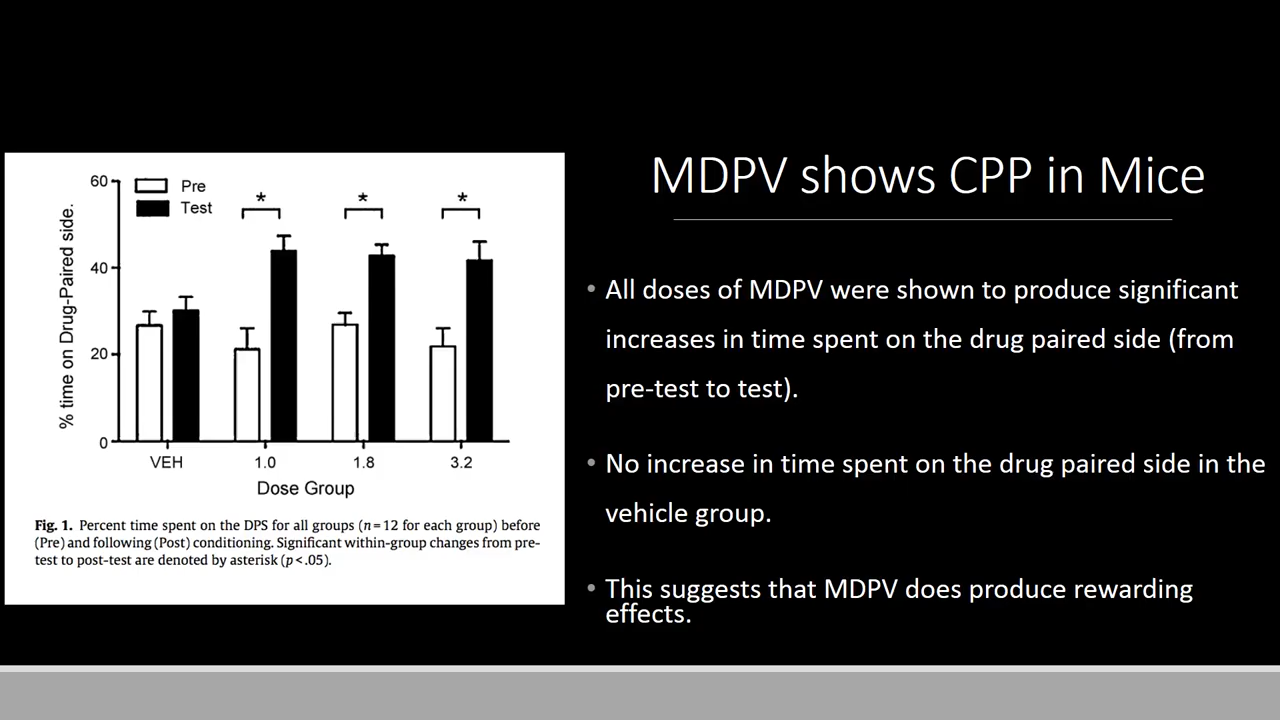 60
Pre
Test
*
*
*
40
20
0
% time on Drug-Paired side.
VEH
1.0
1.8
3.2
Dose Group
Fig. 1. Percent time spent on the DPS for all groups (n=12 for each group) before
(Pre) and following (Post) conditioning. Significant within-group changes from pre-
test to post-test are denoted by asterisk (p<.05).
MDPV shows CPP in Mice
• All doses of MDPV were shown to produce significant
increases in time spent on the drug paired side (from
pre-test to test).
• No increase in time spent on the drug paired side in the
vehicle group.
• This suggests that MDPV does produce rewarding
effects.